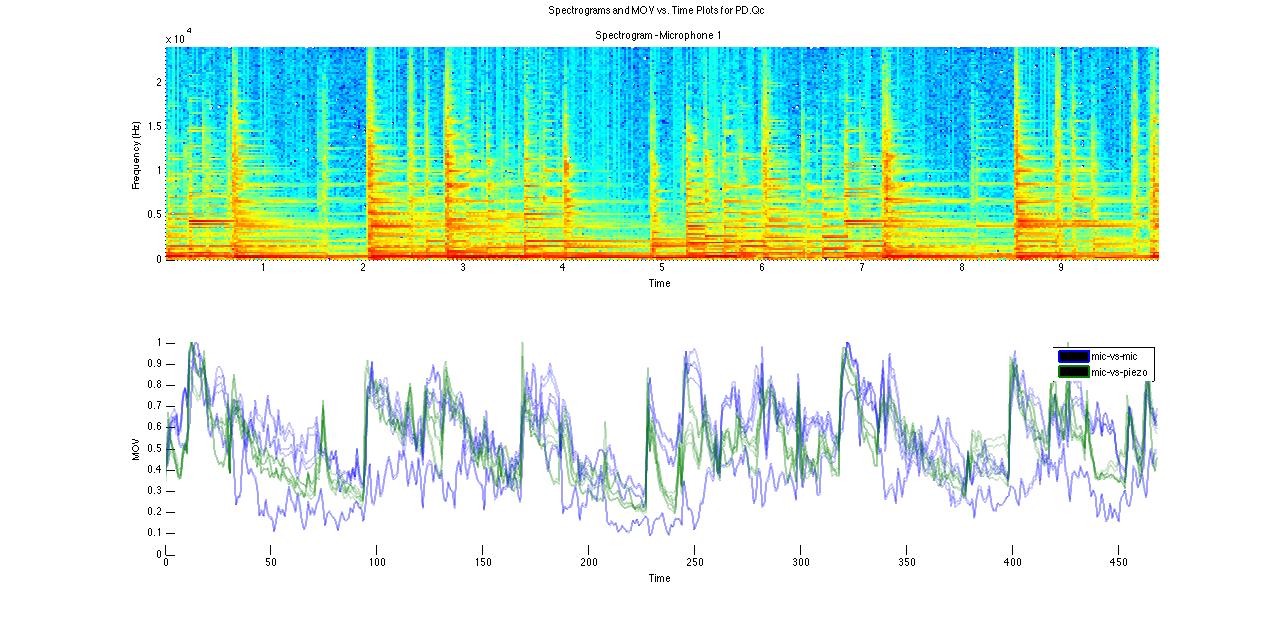 Spectrograms and MOV vs. Time Plots for PD.Qc
Spectrogram - Microphone 1
x 10^4
2
1.5
1
0.5
0
Frequency (Hz)
1 2 3 4 5 6 7 8 9
Time
1
0.9
0.8
0.7
0.6
0.5
0.4
0.3
0.2
0.1
0
MOV
mic-vs-mic
mic-vs-piezo
0 50 100 150 200 250 300 350 400 450
Time